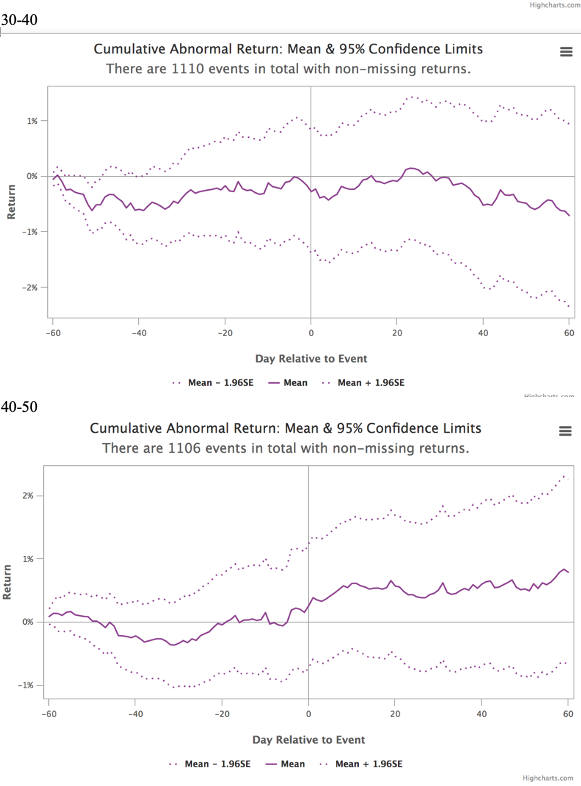 Highcharts.com
30-40
Cumulative Abnormal Return: Mean & 95% Confidence Limits
There are 1110 events in total with non-missing returns.
1%
0%
-1%
-2%
Return
-60
-40
-20
0
20
40
60
Day Relative to Event
Mean - 1.96SE Mean Mean + 1.96SE
Highcharts.com
40-50
Cumulative Abnormal Return: Mean & 95% Confidence Limits
There are 1106 events in total with non-missing returns.
2%
1%
0%
-1%
Return
-60
-40
-20
0
20
40
60
Day Relative to Event
Mean - 1.96SE Mean Mean + 1.96SE
Highcharts.com